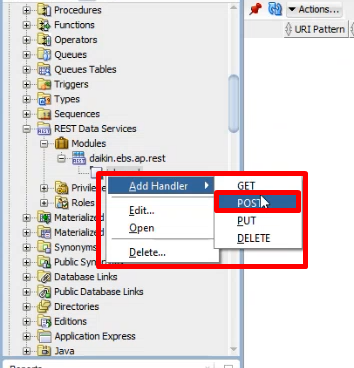 Procedures
Functions
Operators
Queues
Queues Tables
Triggers
Types
Sequences
REST Data Services
Modules
daikin.ebs.ap.rest
Privile
Roles
Materialized
Materialized
Synonyms
Public Syn
Database Links
Public Database Links
Directories
Editions
Application Express
Java
Add Handler
Edit...
Open
Delete...
GET
POST
PUT
DELETE
Actions...
URI Pattern